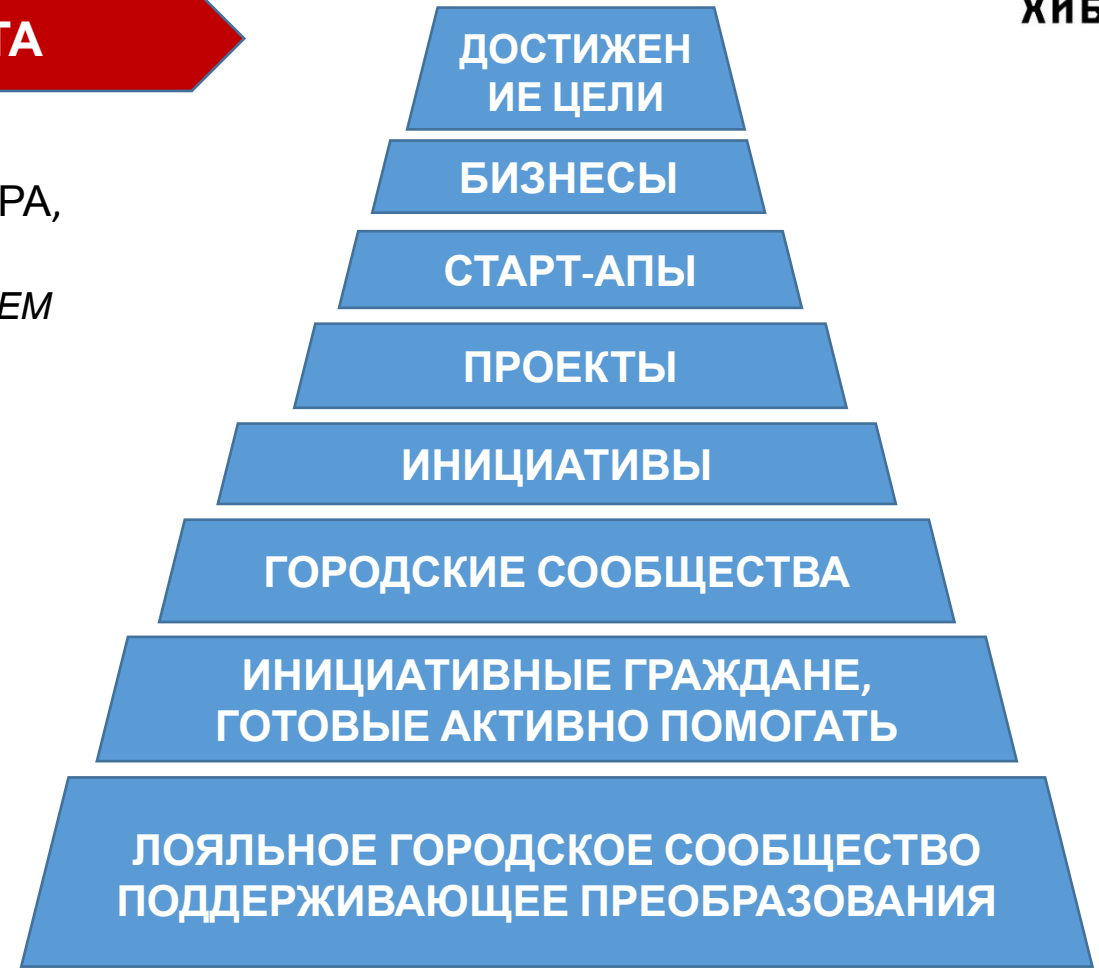 ТА
ХИБ
РА,
ЕМ
ДОСТИЖЕН
ИЕ ЦЕЛИ
БИЗНЕСЫ
СТАРТ-АПЫ
ПРОЕКТЫ
ИНИЦИАТИВЫ
ГОРОДСКИЕ СООБЩЕСТВА
ИНИЦИАТИВНЫЕ ГРАЖДАНЕ,
ГОТОВЫЕ АКТИВНО ПОМОГАТЬ
ЛОЯЛЬНОЕ ГОРОДСКОЕ СООБЩЕСТВО
ПОДДЕРЖИВАЮЩЕЕ ПРЕОБРАЗОВАНИЯ